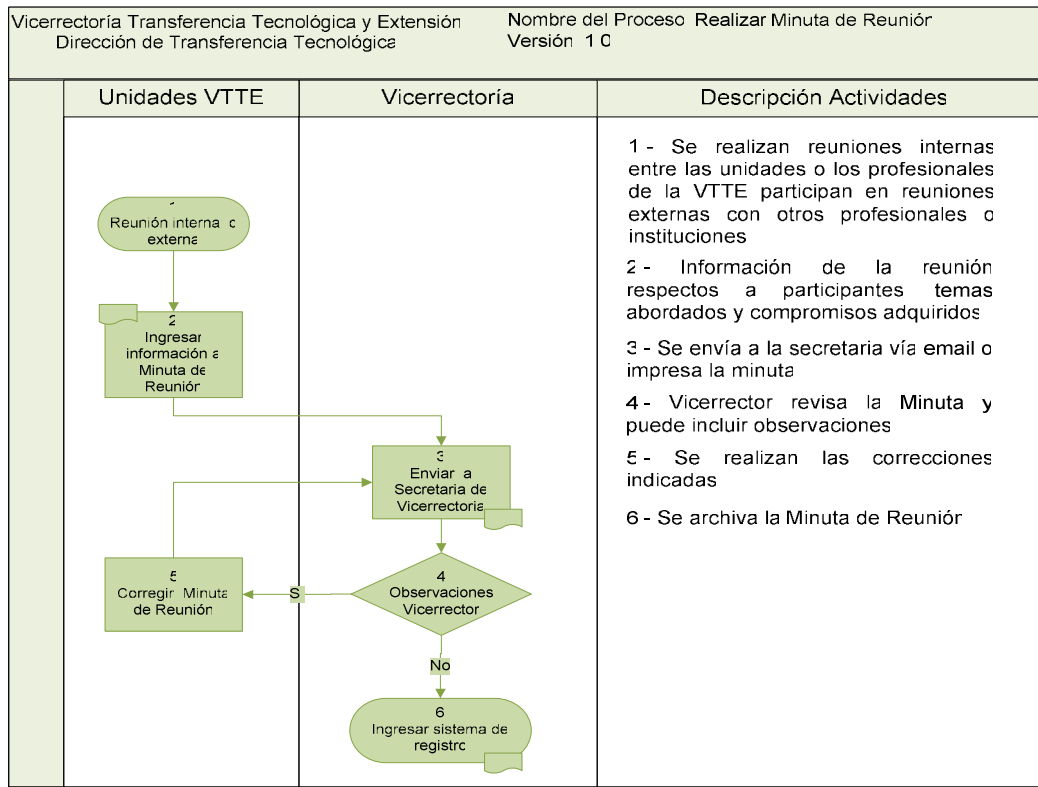 Vicerrectoría Transferencia Tecnológica y Extensión
Dirección de Transferencia Tecnológica
Nombre del Proceso Realizar Minuta de Reunión
Versión 1 0
Unidades VTTE
Vicerrectoría
Descripción Actividades
1
Reunión interna o
externa
2
Ingresar
información a
Minuta de
Reunión
3
Enviar a
Secretaria de
Vicerrectoria
4
Observaciones
Vicerrector
S
5
Corregir Minuta
de Reunión
No
6
Ingresar sistema de
registro
1 - Se realizan reuniones internas
entre las unidades o los profesionales
de la VTTE participan en reuniones
externas con otros profesionales o
instituciones
2 - Información de la reunión
respectos a participantes temas
abordados y compromisos adquiridos
3 - Se envía a la secretaria vía email o
impresa la minuta
4 - Vicerrector revisa la Minuta y
puede incluir observaciones
5 - Se realizan las correcciones
indicadas
6 - Se archiva la Minuta de Reunión